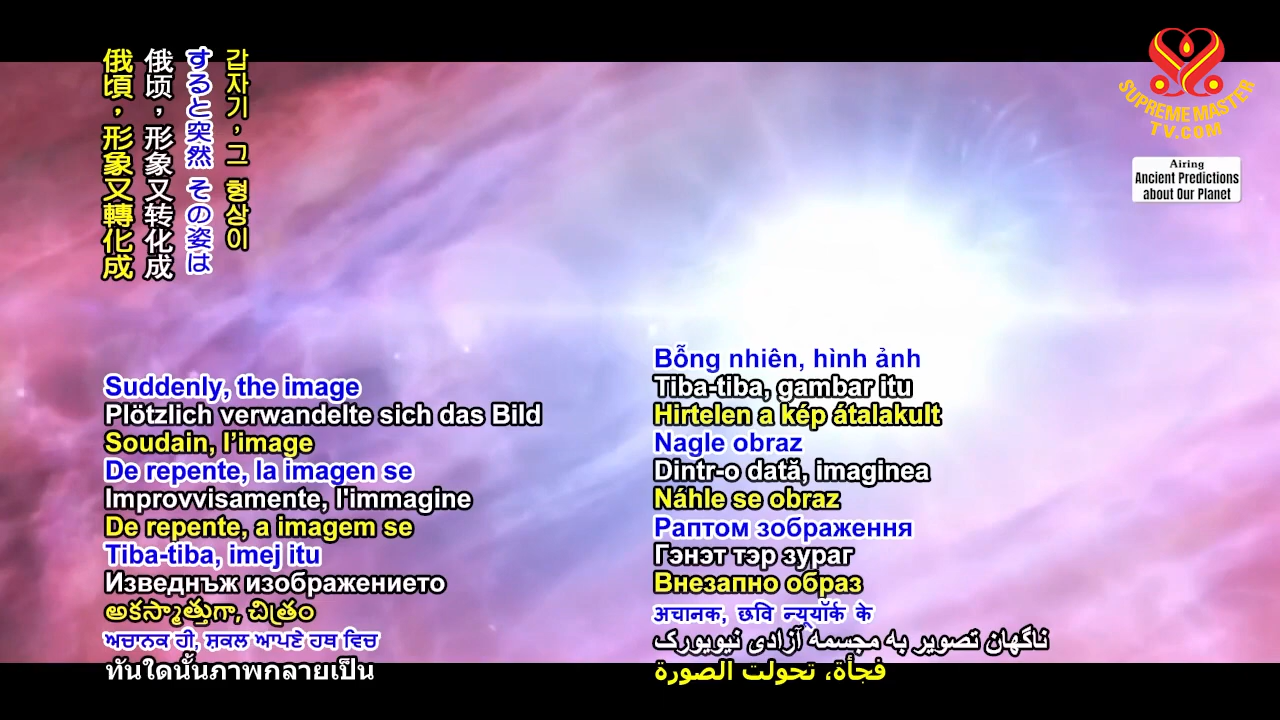 俄頃，形象又轉化成
俄顷，形象又转化成
すると突然 その姿は
갑자기, 그 형상이
SUPREME MASTER
TV.COM
Airing
Ancient Predictions
about Our Planet
Suddenly, the image
Plötzlich verwandelte sich das Bild
Soudain, l’image
De repente, la imagen se
Improvvisamente, l'immagine
De repente, a imagem se
Tiba-tiba, imej itu
Изведнъж изображението
అకస్మాత్తుగా, చిత్రం
ਅਚਾਨਕ ਹੀ, ਸ਼ਕਲ ਆਪਣੇ ਹਥ ਵਿਚ
ทันใดนั้นภาพกลายเป็น
Bỗng nhiên, hình ảnh
Tiba-tiba, gambar itu
Hirtelen a kép átalakult
Nagle obraz
Dintr-o dată, imaginea
Náhle se obraz
Раптом зображення
Гэнэт тэр зураг
Внезапно образ
अचानक, छवि न्यूयॉर्क के
ناگهان تصویر به مجسمه آزادی نیویورک
فجأة، تحولت الصورة